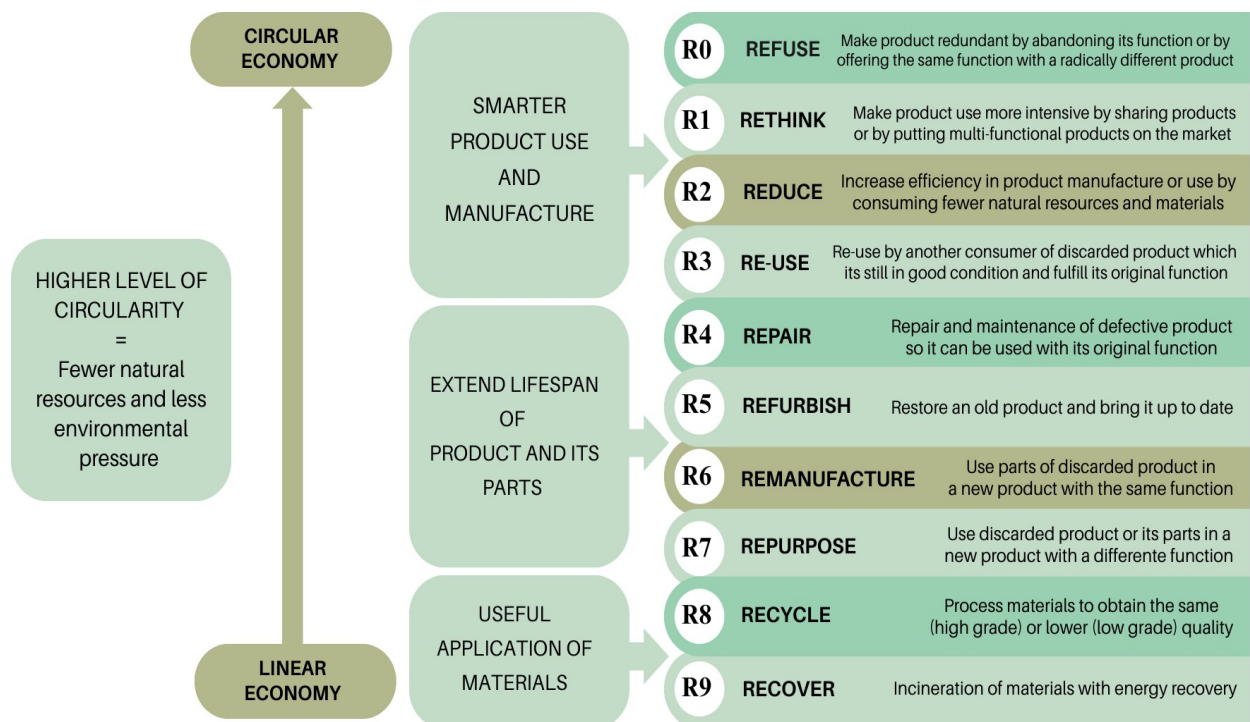 CIRCULAR
ECONOMY
HIGHER LEVEL OF
CIRCULARITY
=
Fewer natural
resources and less
environmental
pressure
LINEAR
ECONOMY
SMARTER
PRODUCT USE
AND
MANUFACTURE
EXTEND LIFESPAN
OF
PRODUCT AND ITS
PARTS
USEFUL
APPLICATION OF
MATERIALS
R0 REFUSE
Make product redundant by abandoning its function or by
offering the same function with a radically different product
R1 RETHINK
Make product use more intensive by sharing products
or by putting multi-functional products on the market
R2 REDUCE
Increase efficiency in product manufacture or use by
consuming fewer natural resources and materials
R3 RE-USE
Re-use by another consumer of discarded product which
its still in good condition and fulfill its original function
R4 REPAIR
Repair and maintenance of defective product
so it can be used with its original function
R5 REFURBISH
Restore an old product and bring it up to date
R6 REMANUFACTURE
Use parts of discarded product in
a new product with the same function
R7 REPURPOSE
Use discarded product or its parts in a
new product with a differente function
R8 RECYCLE
Process materials to obtain the same
(high grade) or lower (low grade) quality
R9 RECOVER
Incineration of materials with energy recovery